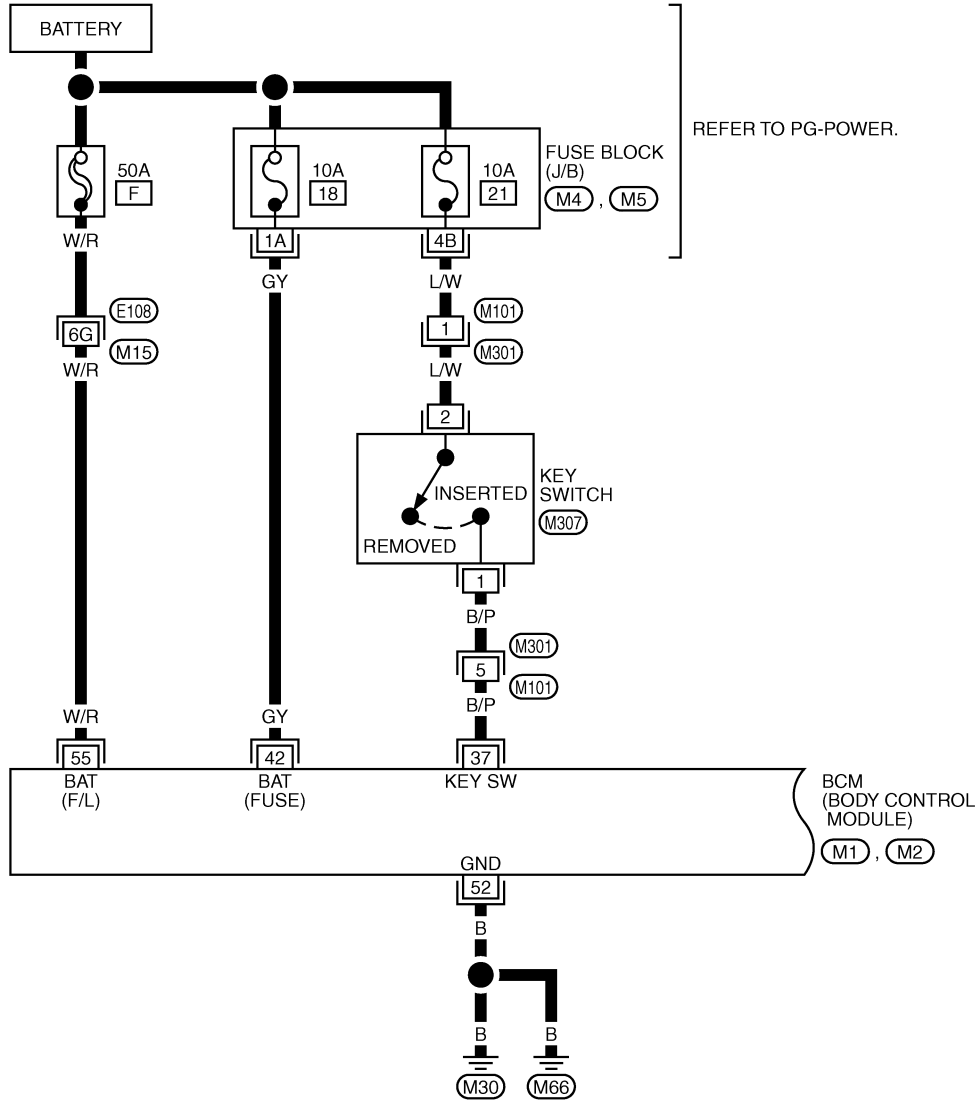 BATTERY
REFER TO PG-POWER.
50A
F
10A
18
10A
21
FUSE BLOCK
(J/B)
M4 , M5
W/R
1A
4B
GY
L/W
E108
6G
M15
M101
1
M301
W/R
L/W
2
KEY
SWITCH
M307
INSERTED
REMOVED
1
B/P
M301
5
M101
B/P
W/R
GY
55
42
37
BAT
(F/L)
BAT
(FUSE)
KEY SW
BCM
(BODY CONTROL
MODULE)
M1 , M2
GND
52
B
B
B
M30
M66